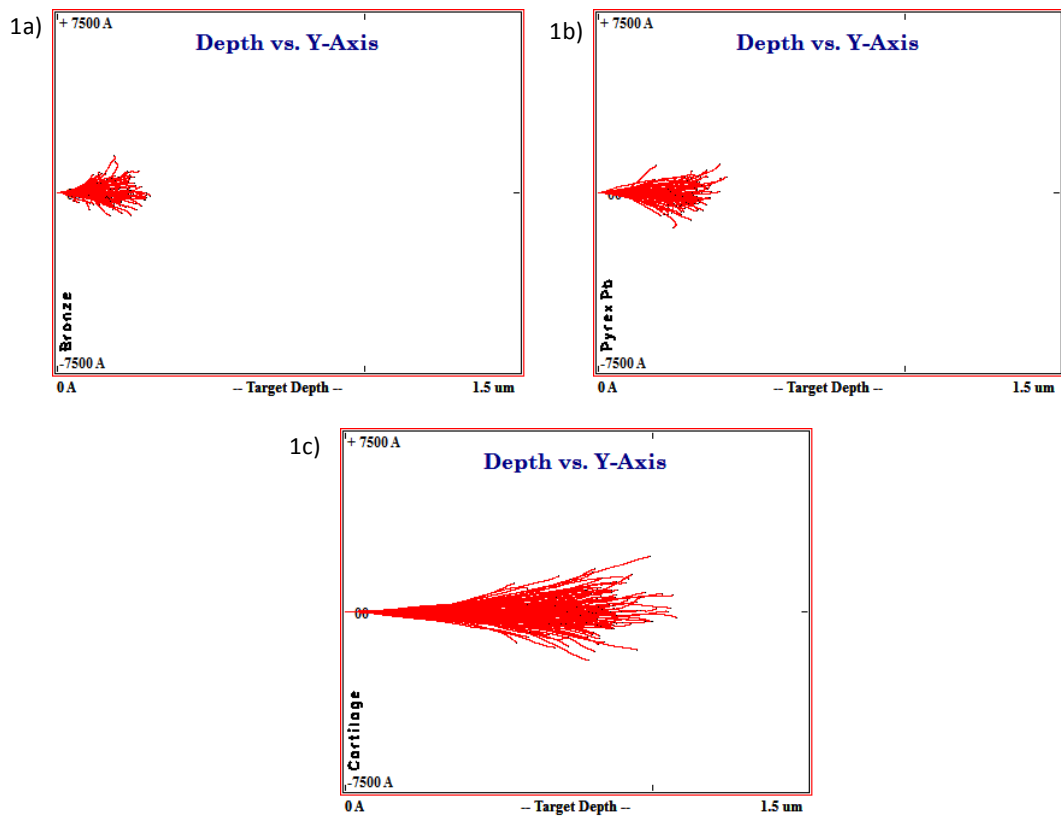 1a)
+ 7500 A
Depth vs. Y-Axis
Bronze
-7500 A
0 A -- Target Depth -- 1.5 um
1b)
+ 7500 A
Depth vs. Y-Axis
Pyrex Pb
-7500 A
0 A -- Target Depth -- 1.5 um
1c)
+ 7500 A
Depth vs. Y-Axis
Cartilage
-7500 A
0 A -- Target Depth -- 1.5 um